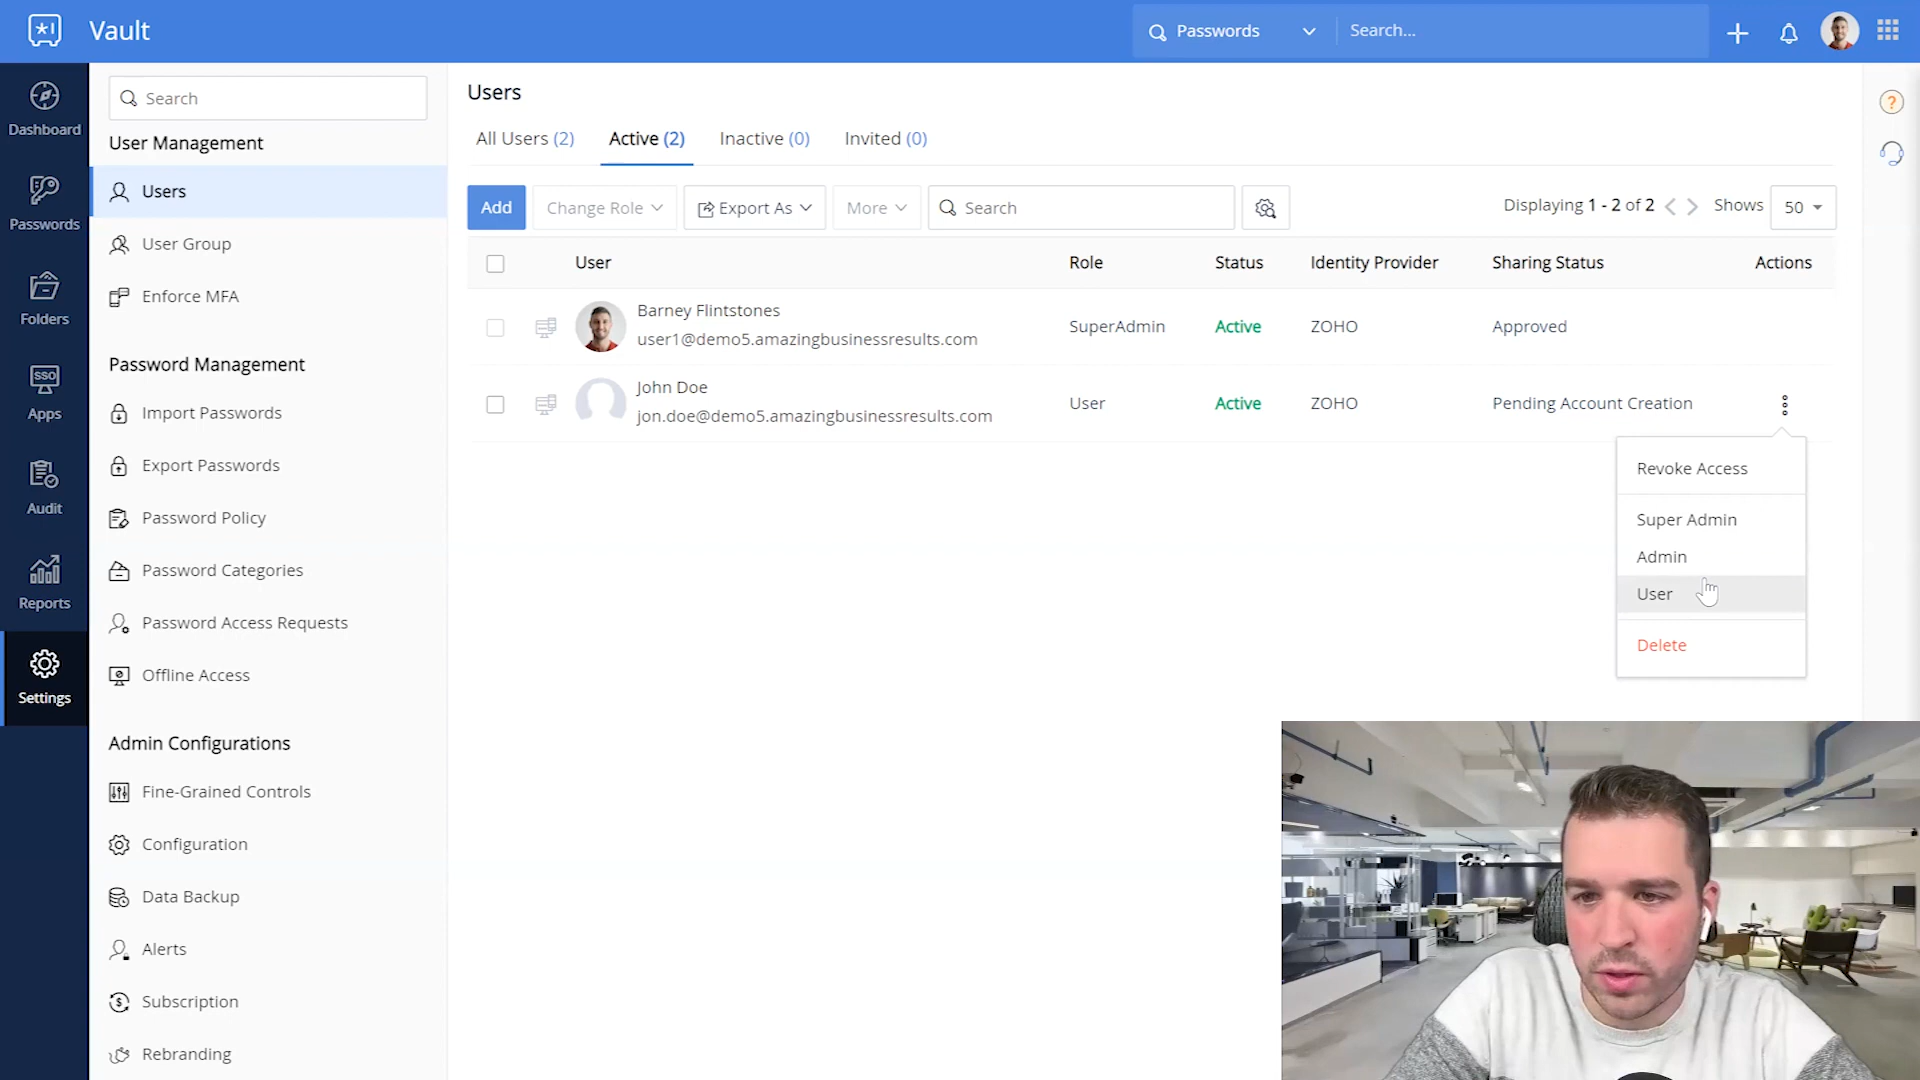 Vault
Passwords
Search...
Dashboard
Passwords
Folders
SSO
Apps
Audit
Reports
Settings
Search
User Management
Users
User Group
Enforce MFA
Password Management
Import Passwords
Export Passwords
Password Policy
Password Categories
Password Access Requests
Offline Access
Admin Configurations
Fine-Grained Controls
Configuration
Data Backup
Alerts
Subscription
Rebranding
Users
All Users (2) Active (2) Inactive (0) Invited (0)
Add Change Role Export As More Search Displaying 1 - 2 of 2 Shows 50
User Role Status Identity Provider Sharing Status Actions
Barney Flintstones
user1@demo5.amazingbusinessresults.com
SuperAdmin Active ZOHO Approved
John Doe
jon.doe@demo5.amazingbusinessresults.com
User Active ZOHO Pending Account Creation
Revoke Access
Super Admin
Admin
User
Delete
?